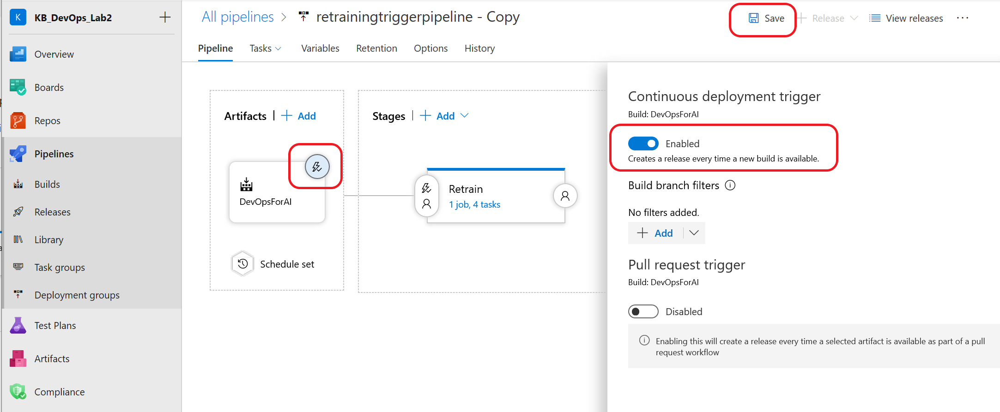 K KB_DevOps_Lab2
Overview
Boards
Repos
Pipelines
Builds
Releases
Library
Task groups
Deployment groups
Test Plans
Artifacts
Compliance
All pipelines > retrainingtriggerpipeline - Copy
Save
Release
View releases
Pipeline Tasks Variables Retention Options History
Artifacts | + Add
DevOpsForAI
Schedule set
Stages | + Add
Retrain
1 job, 4 tasks
Continuous deployment trigger
Build: DevOpsForAI
Enabled
Creates a release every time a new build is available.
Build branch filters
No filters added.
+ Add
Pull request trigger
Build: DevOpsForAI
Disabled
Enabling this will create a release every time a selected artifact is available as part of a pull
request workflow